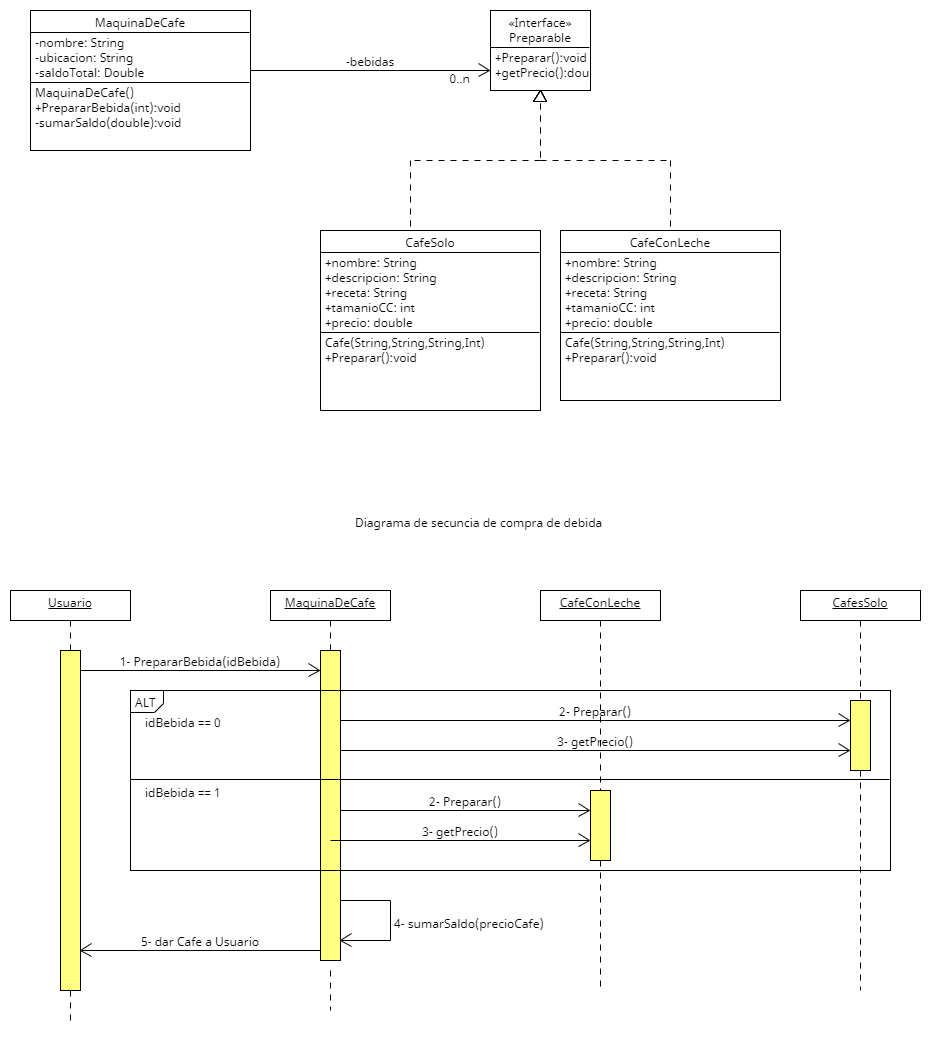 MaquinaDeCafe
-nombre: String
-ubicacion: String
-saldoTotal: Double
MaquinaDeCafe()
+PrepararBebida(int):void
-sumarSaldo(double):void
-bebidas
0..n
«Interface»
Preparable
+Preparar():void
+getPrecio():dou
CafeSolo
+nombre: String
+descripcion: String
+receta: String
+tamanioCC: int
+precio: double
Cafe(String,String,String,Int)
+Preparar():void
CafeConLeche
+nombre: String
+descripcion: String
+receta: String
+tamanioCC: int
+precio: double
Cafe(String,String,String,Int)
+Preparar():void
Diagrama de secuncia de compra de debida
Usuario
MaquinaDeCafe
CafeConLeche
CafesSolo
1- PrepararBebida(idBebida)
ALT
idBebida == 0
2- Preparar()
3- getPrecio()
idBebida == 1
2- Preparar()
3- getPrecio()
4- sumarSaldo(precioCafe)
5- dar Cafe a Usuario